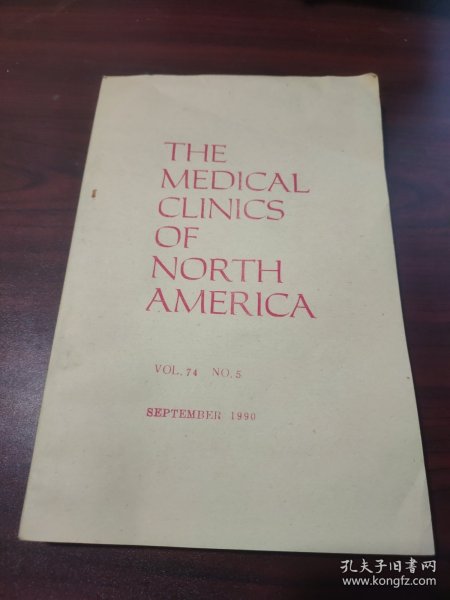 THE
MEDICAL
CLINICS
OF
NORTH
AMERICA
VOL. 74 NO. 5
SEPTEMBER 1990
孔夫子旧书网
www.kongfz.com